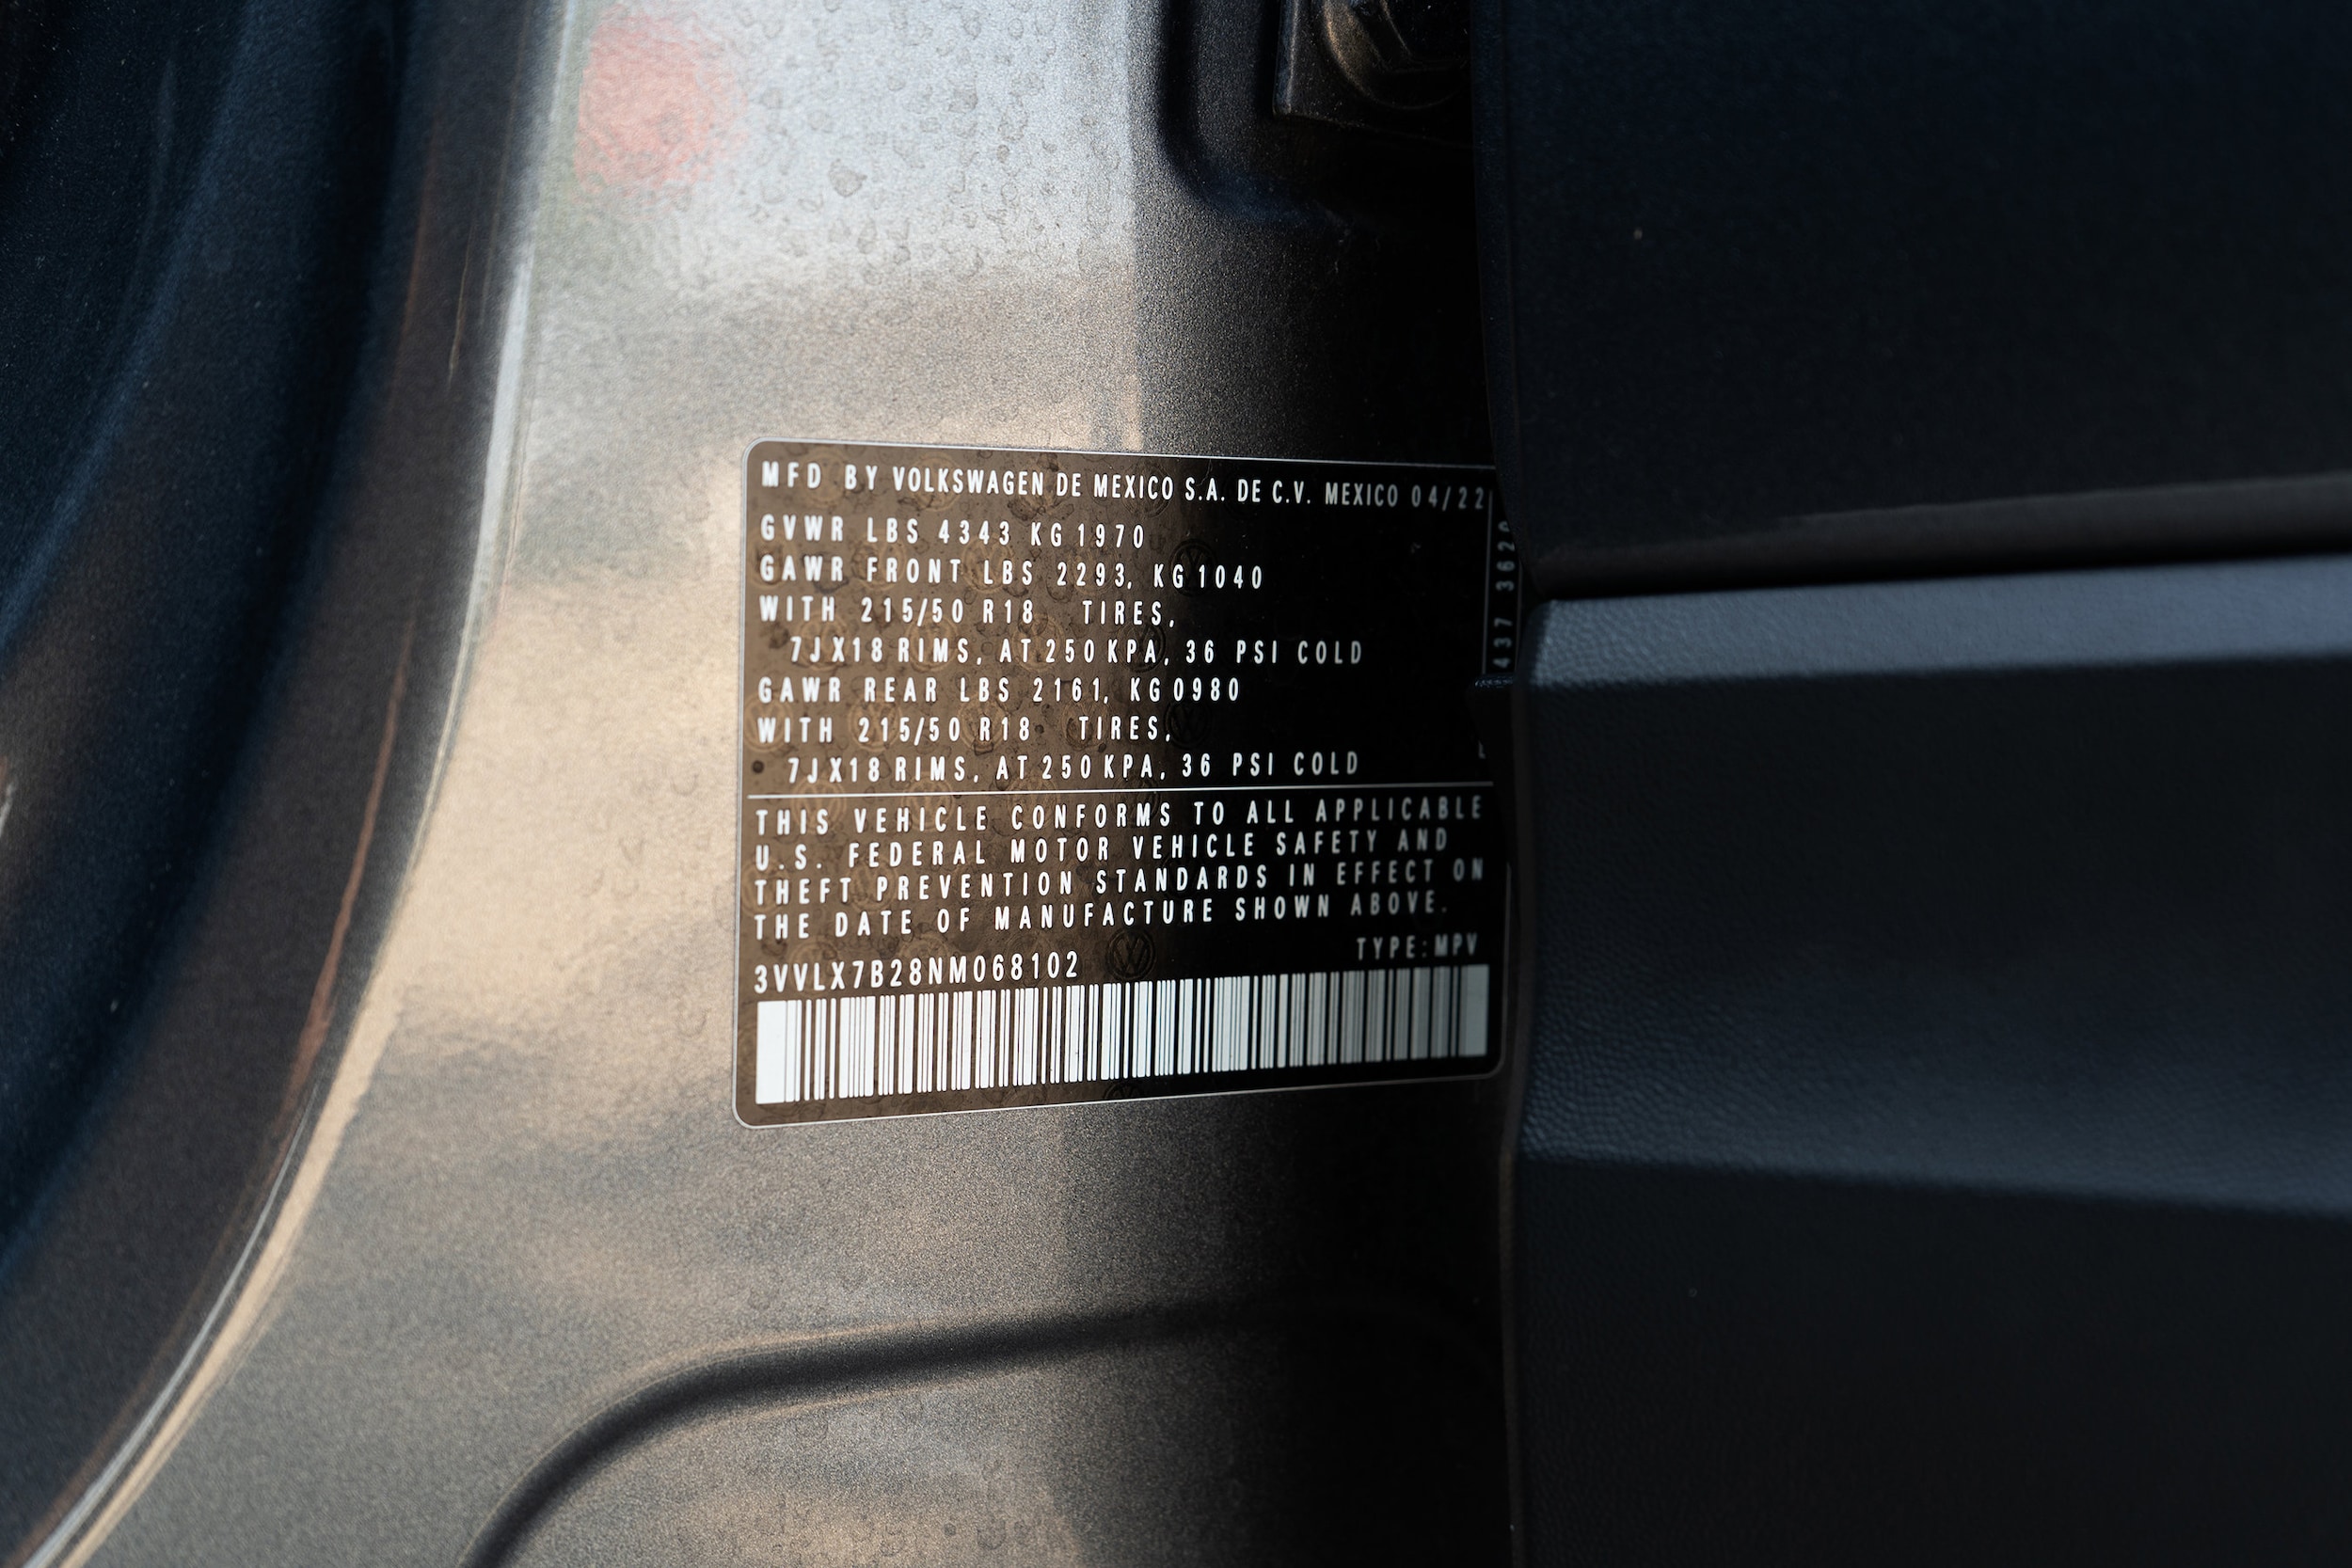 MFD BY VOLKSWAGEN DE MEXICO S.A. DE C.V. MEXICO 04/22
GVWR LBS 4343 KG 1970
GAWR FRONT LBS 2293, KG 1040
WITH 215/50 R18 TIRES,
7JX18 RIMS, AT 250 KPA, 36 PSI COLD
GAWR REAR LBS 2161, KG 0980
WITH 215/50 R18 TIRES,
7JX18 RIMS, AT 250 KPA, 36 PSI COLD
THIS VEHICLE CONFORMS TO ALL APPLICABLE
U.S. FEDERAL MOTOR VEHICLE SAFETY AND
THEFT PREVENTION STANDARDS IN EFFECT ON
THE DATE OF MANUFACTURE SHOWN ABOVE.
TYPE:MPV
3VVLX7B28NM068102
437 3620